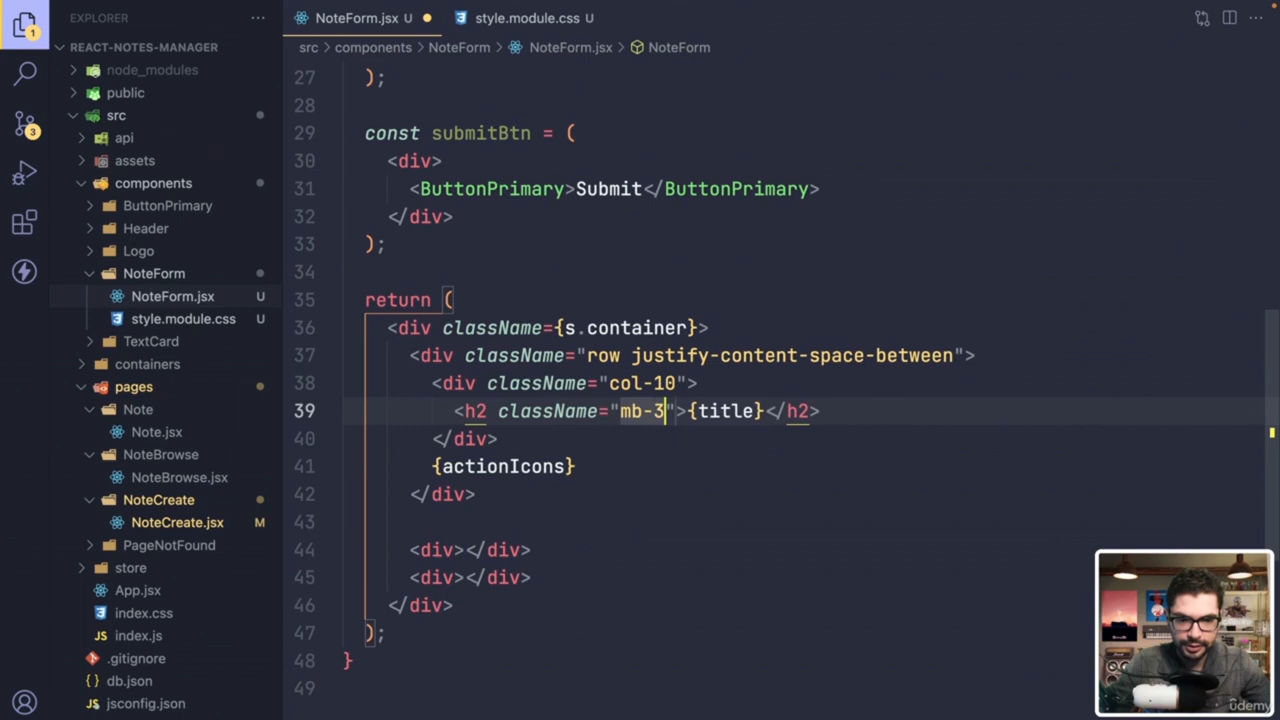 EXPLORER
REACT-NOTES-MANAGER
node_modules
public
src
api
assets
components
ButtonPrimary
Header
Logo
NoteForm
NoteForm.jsx U
style.module.css U
TextCard
containers
pages
Note
Note.jsx
NoteBrowse
NoteBrowse.jsx
NoteCreate
NoteCreate.jsx M
PageNotFound
store
App.jsx
index.css
JS index.js
.gitignore
{ } db.json
JS jsconfig.json
1
3
NoteForm.jsx U
style.module.css U
src > components > NoteForm > NoteForm.jsx > NoteForm
27 );
28
29 const submitBtn = (
30 <div>
31 <ButtonPrimary>Submit</ButtonPrimary>
32 </div>
33 );
34
35 return (
36 <div className={s.container}>
37 <div className="row justify-content-space-between">
38 <div className="col-10">
39 <h2 className="mb-3">{title}</h2>
40 </div>
41 {actionIcons}
42 </div>
43
44 <div></div>
45 <div></div>
46 </div>
47 );
48 }
49
udemy